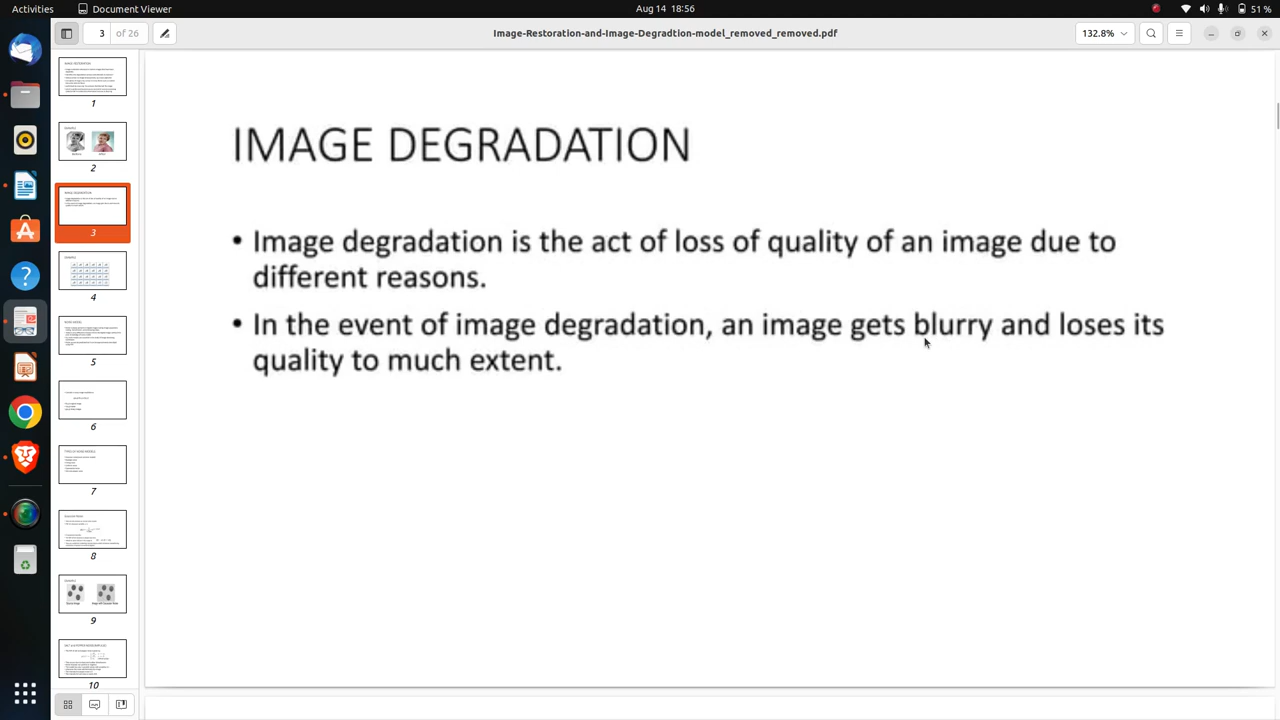 Activities
Document Viewer
Aug 14 18:56
51 %
3
of 26
Image-Restoration-and-Image-Degradtion-model_removed_removed.pdf
132.8%
IMAGE DEGRADATION
• Image degradation is the act of loss of quality of an image due to
different reasons.
• In the event of image degradation, an image gets blurry and loses its
quality to much extent.
1
2
3
4
5
6
7
8
9
10